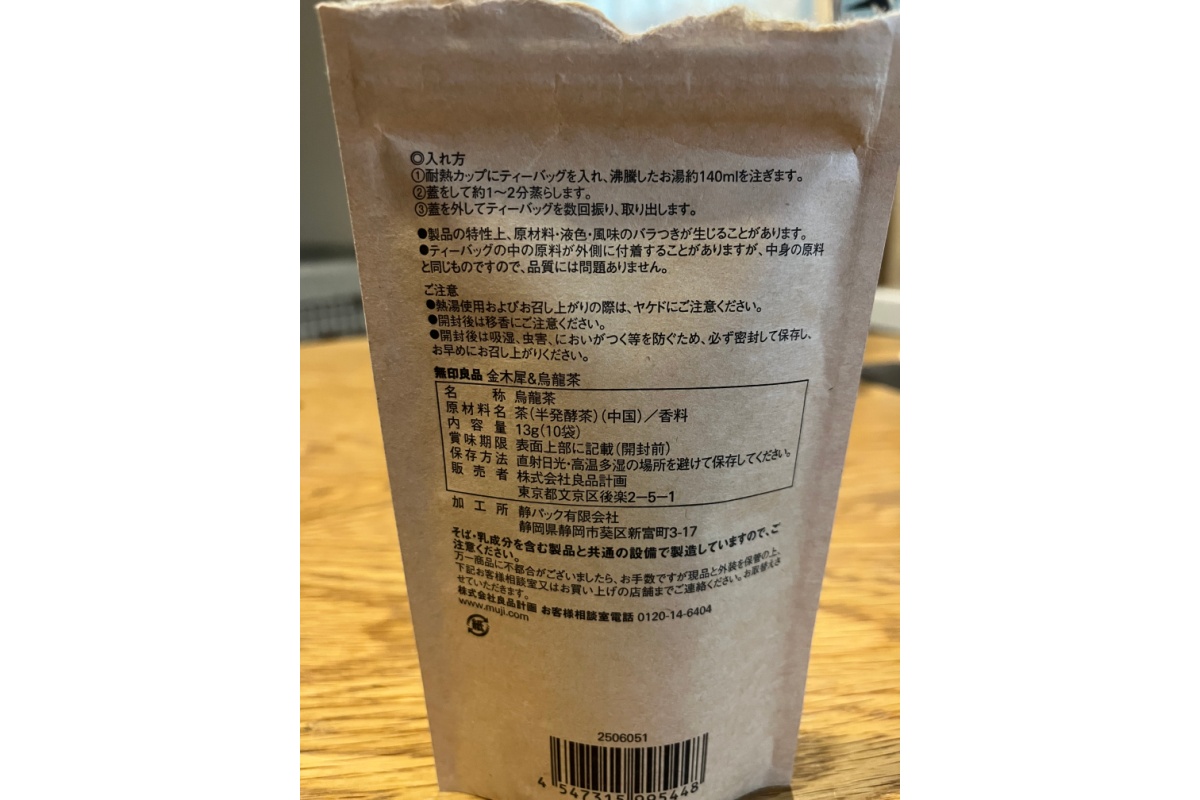 ◎入れ方
①耐熱カップにティーバッグを入れ、沸騰したお湯約140mlを注ぎます。
②蓋をして約1～2分蒸らします。
③蓋を外してティーバッグを数回振り、取り出します。
●製品の特性上、原材料・液色・風味のバラつきが生じることがあります。
●ティーバッグの中の原料が外側に付着することがありますが、中身の原料
と同じものですので、品質には問題ありません。
ご注意
●熱湯使用およびお召し上がりの際は、ヤケドにご注意ください。
●開封後は移香にご注意ください。
●開封後は吸湿、虫害、においがつく等を防ぐため、必ず密封して保存し、
お早めにお召し上がりください。
無印良品 金木犀&烏龍茶
名称 烏龍茶
原材料名 茶(半発酵茶)(中国)／香料
内容量 13g(10袋)
賞味期限 表面上部に記載(開封前)
保存方法 直射日光・高温多湿の場所を避けて保存してください。
販売者 株式会社良品計画
東京都文京区後楽2－5－1
加工所 静パック有限会社
静岡県静岡市葵区新富町3-17
そば・乳成分を含む製品と共通の設備で製造していますので、ご
注意ください。
万一商品に不都合がございましたら、お手数ですが現品と外装を保管の上、
下記お客様相談室又はお買い上げの店舗までご連絡ください。お取替えさ
せていただきます。
株式会社良品計画 お客様相談室電話 0120-14-6404
www.muji.com
紙
2506051
4 547315 995448